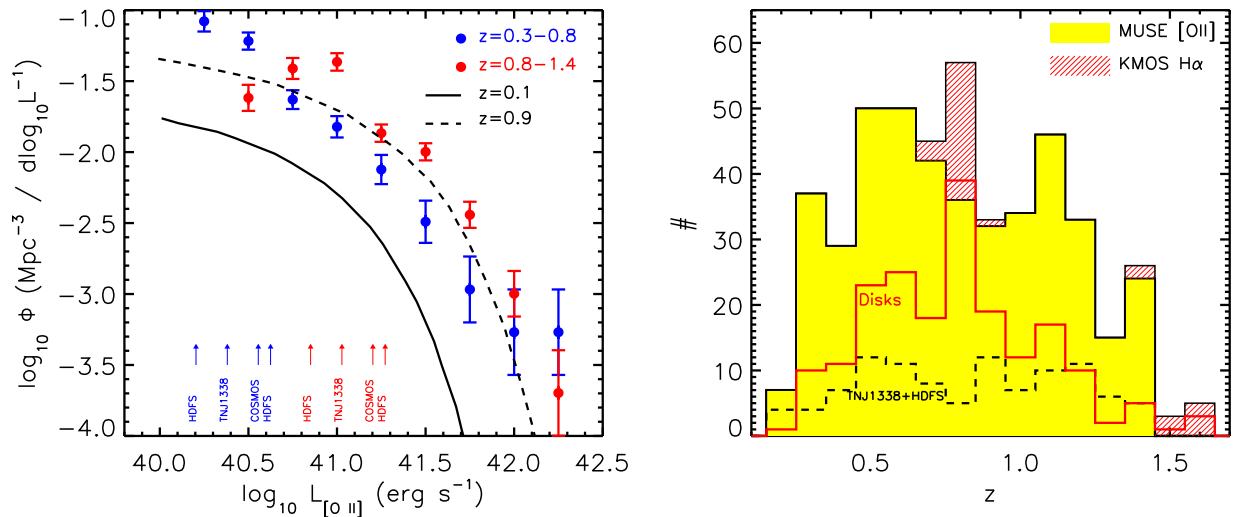 -1.0
-1.5
-2.0
-2.5
-3.0
-3.5
-4.0
log10 Φ (Mpc−3 / dlog10L−1)
z=0.3−0.8
z=0.8−1.4
z=0.1
z=0.9
HDFS
TNJ1338
COSMOS
HDFS
HDFS
TNJ1338
COSMOS
HDFS
40.0 40.5 41.0 41.5 42.0 42.5
log10 L[O II] (erg s−1)
60
50
40
30
20
10
0
#
MUSE [OII]
KMOS Hα
Disks
TNJ1338+HDFS
0.5 1.0 1.5
z